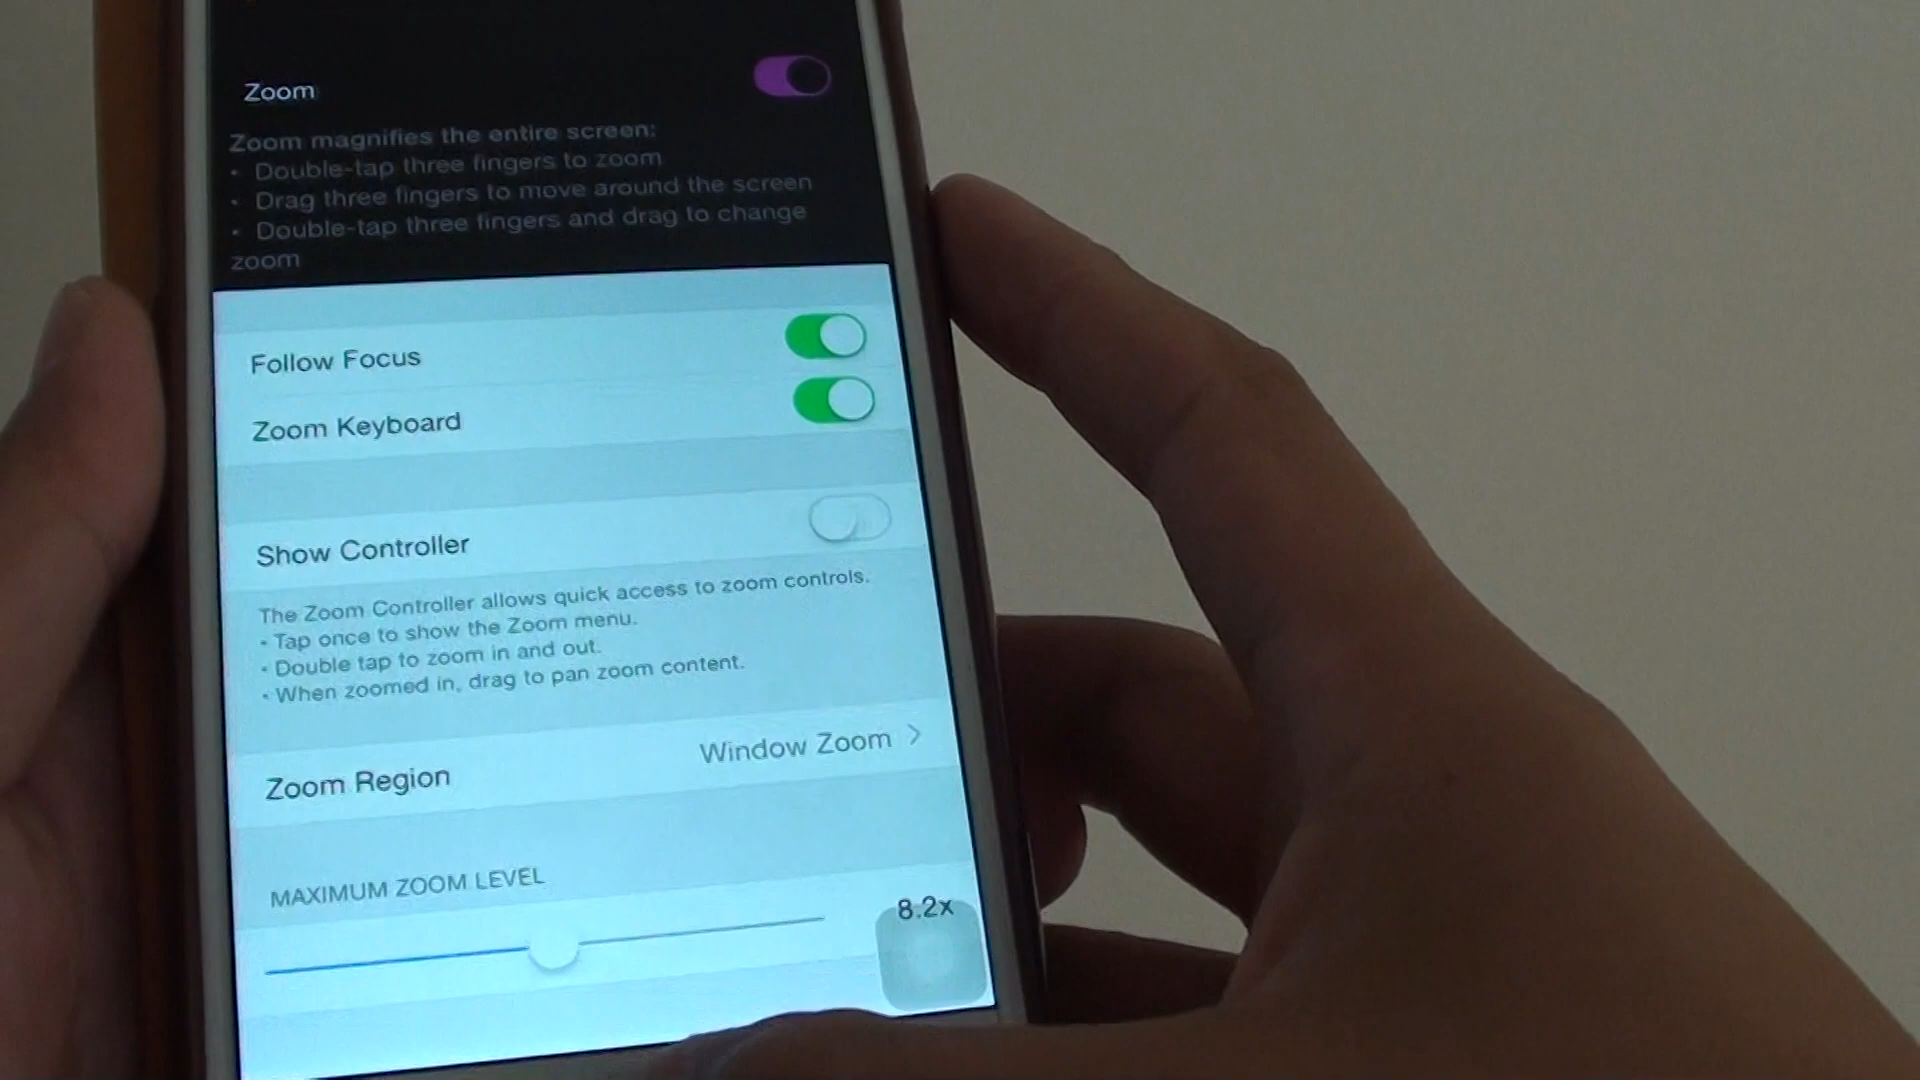 Zoom
Zoom magnifies the entire screen:
• Double-tap three fingers to zoom
• Drag three fingers to move around the screen
• Double-tap three fingers and drag to change
zoom
Follow Focus
Zoom Keyboard
Show Controller
The Zoom Controller allows quick access to zoom controls.
• Tap once to show the Zoom menu.
• Double tap to zoom in and out.
• When zoomed in, drag to pan zoom content.
Zoom Region Window Zoom >
MAXIMUM ZOOM LEVEL
8.2x